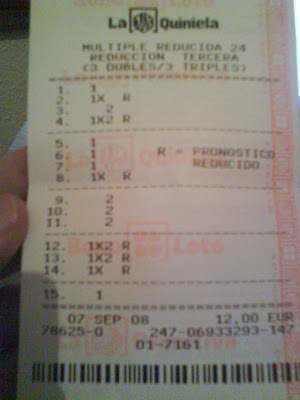 La Quiniela
MULTIPLE REDUCIDA 24
REDUCCION TERCERA
(3 DOBLES/3 TRIPLES)
1. 1
2. 1X R
3. 2
4. 1X2 R
5. 1
6. 1 R = PRONOSTICO
7. 1 REDUCIDO
8. 1X R
9. 2
10. 2
11. 2
12. 1X2 R
13. 1X2 R
14. 1X R
15. 1
07 SEP 08 12,00 EUR
78625-0 247-06933293-147
01-7161